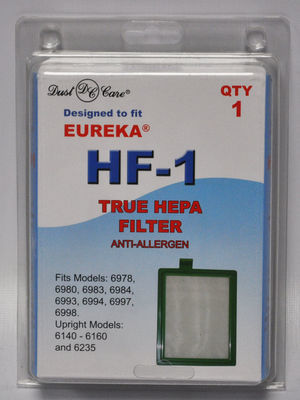 Dust DC Care®
QTY
1
Designed to fit
EUREKA®
HF-1
TRUE HEPA
FILTER
ANTI-ALLERGEN
Fits Models: 6978,
6980, 6983, 6984,
6993, 6994, 6997,
6998.
Upright Models:
6140 - 6160
and 6235